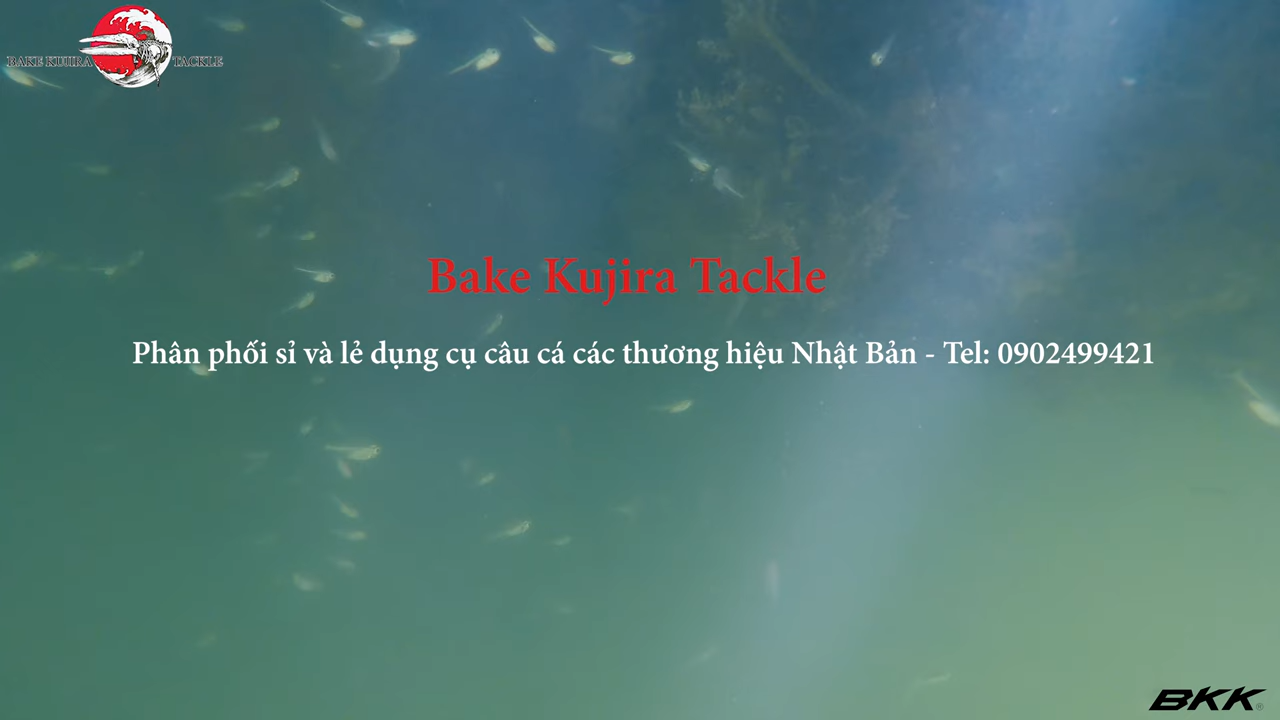 BAKE KUJIRA TACKLE
Bake Kujira Tackle
Phân phối sỉ và lẻ dụng cụ câu cá các thương hiệu Nhật Bản - Tel: 0902499421
BKK®